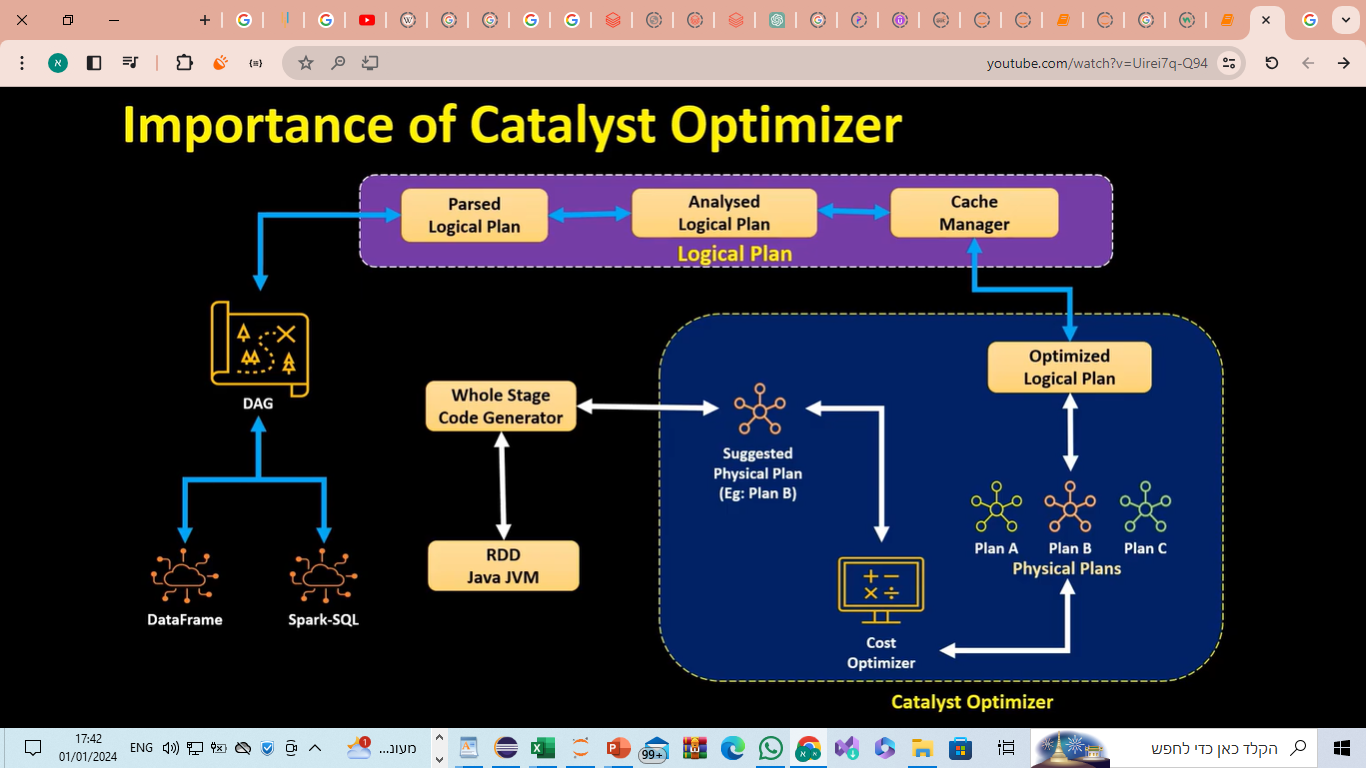 youtube.com/watch?v=Uirei7q-Q94
Importance of Catalyst Optimizer
Parsed
Logical Plan
Analysed
Logical Plan
Cache
Manager
Logical Plan
Optimized
Logical Plan
DAG
Whole Stage
Code Generator
Suggested
Physical Plan
(Eg: Plan B)
Plan A
Plan B
Plan C
Physical Plans
RDD
Java JVM
DataFrame
Spark-SQL
Cost
Optimizer
Catalyst Optimizer
17:42
01/01/2024
ENG
מעונ...
99+
הקלד כאן כדי לחפש